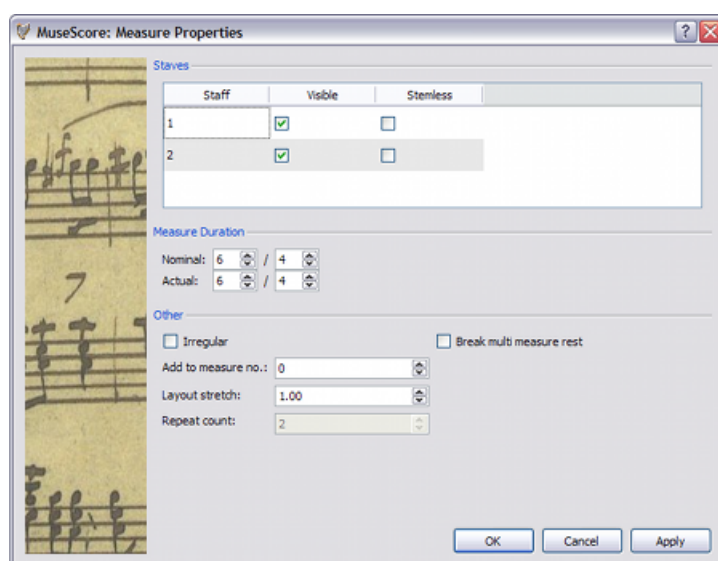 MuseScore: Measure Properties
Staves
Staff Visible Stemless
1
2
Measure Duration
Nominal: 6 / 4
Actual: 6 / 4
Other
Irregular Break multi measure rest
Add to measure no.: 0
Layout stretch: 1.00
Repeat count: 2
OK Cancel Apply
7